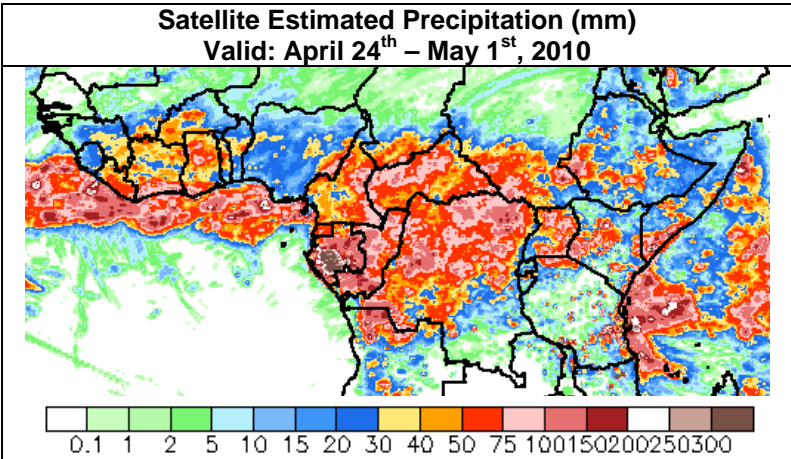 Satellite Estimated Precipitation (mm)
Valid: April 24th – May 1st, 2010
0.1 1 2 5 10 15 20 30 40 50 75 100150200250300